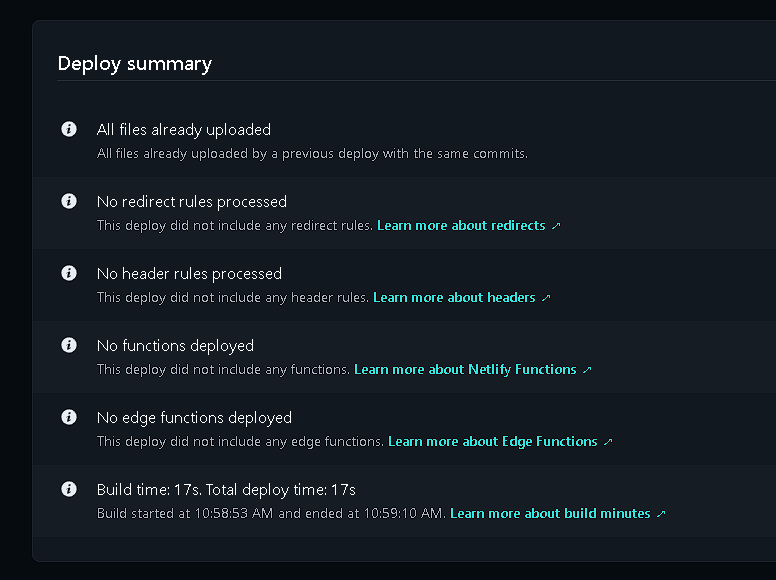 Deploy summary
All files already uploaded
All files already uploaded by a previous deploy with the same commits.
No redirect rules processed
This deploy did not include any redirect rules. Learn more about redirects ↗
No header rules processed
This deploy did not include any header rules. Learn more about headers ↗
No functions deployed
This deploy did not include any functions. Learn more about Netlify Functions ↗
No edge functions deployed
This deploy did not include any edge functions. Learn more about Edge Functions ↗
Build time: 17s. Total deploy time: 17s
Build started at 10:58:53 AM and ended at 10:59:10 AM. Learn more about build minutes ↗